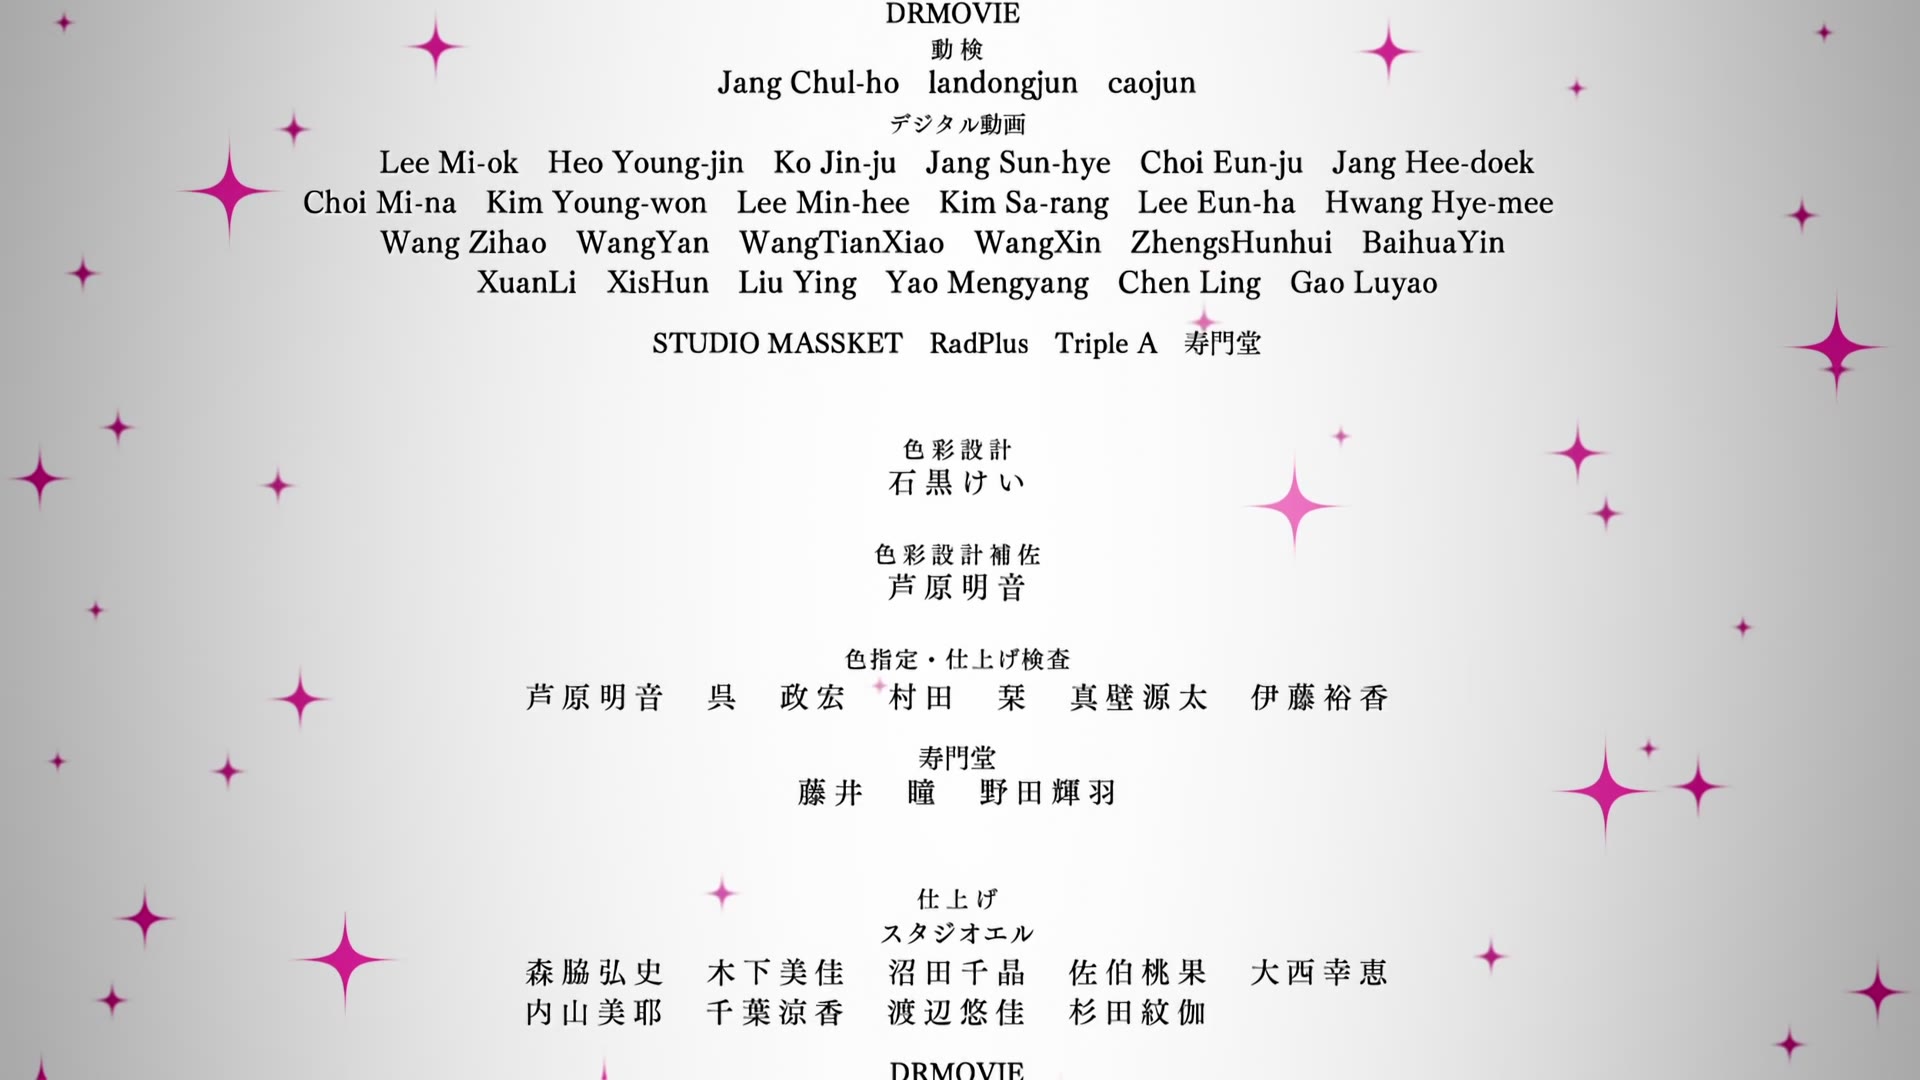 DRMOVIE
動検
Jang Chul-ho landongjun caojun
デジタル動画
Lee Mi-ok Heo Young-jin Ko Jin-ju Jang Sun-hye Choi Eun-ju Jang Hee-doek
Choi Mi-na Kim Young-won Lee Min-hee Kim Sa-rang Lee Eun-ha Hwang Hye-mee
Wang Zihao WangYan WangTianXiao WangXin ZhengsHunhui BaihuaYin
XuanLi XisHun Liu Ying Yao Mengyang Chen Ling Gao Luyao
STUDIO MASSKET RadPlus Triple A 寿門堂
色彩設計
石黒けい
色彩設計補佐
芦原明音
色指定・仕上げ検査
芦原明音 呉 政宏 村田 栞 真壁源太 伊藤裕香
寿門堂
藤井 瞳 野田輝羽
仕上げ
スタジオエル
森脇弘史 木下美佳 沼田千晶 佐伯桃果 大西幸恵
内山美耶 千葉涼香 渡辺悠佳 杉田紋伽
DRMOVIE